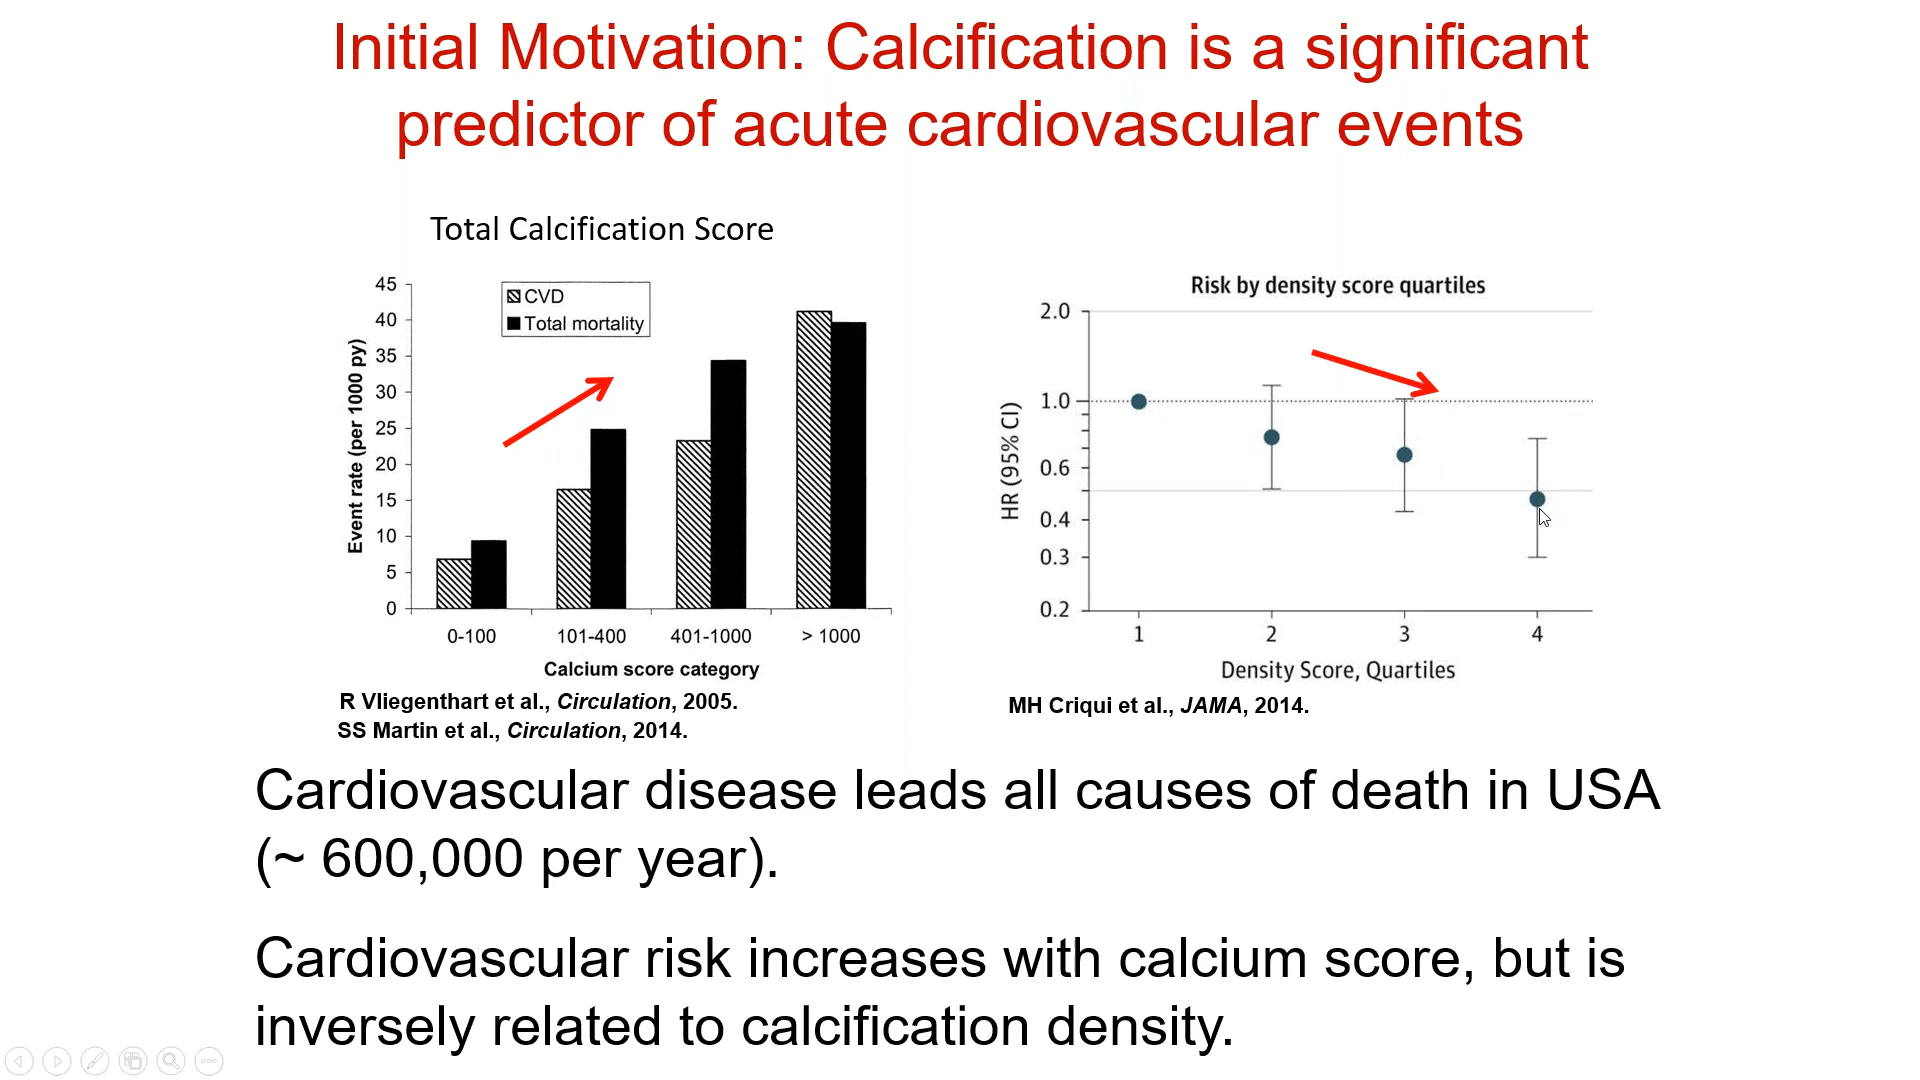 Initial Motivation: Calcification is a significant
predictor of acute cardiovascular events
Total Calcification Score
45
40
35
30
25
20
15
10
5
0
Event rate (per 1000 py)
CVD
Total mortality
0-100
101-400
401-1000
> 1000
Calcium score category
R Vliegenthart et al., Circulation, 2005.
SS Martin et al., Circulation, 2014.
Risk by density score quartiles
2.0
1.0
0.6
0.4
0.3
0.2
HR (95% CI)
1
2
3
4
Density Score, Quartiles
MH Criqui et al., JAMA, 2014.
Cardiovascular disease leads all causes of death in USA
(~ 600,000 per year).
Cardiovascular risk increases with calcium score, but is
inversely related to calcification density.